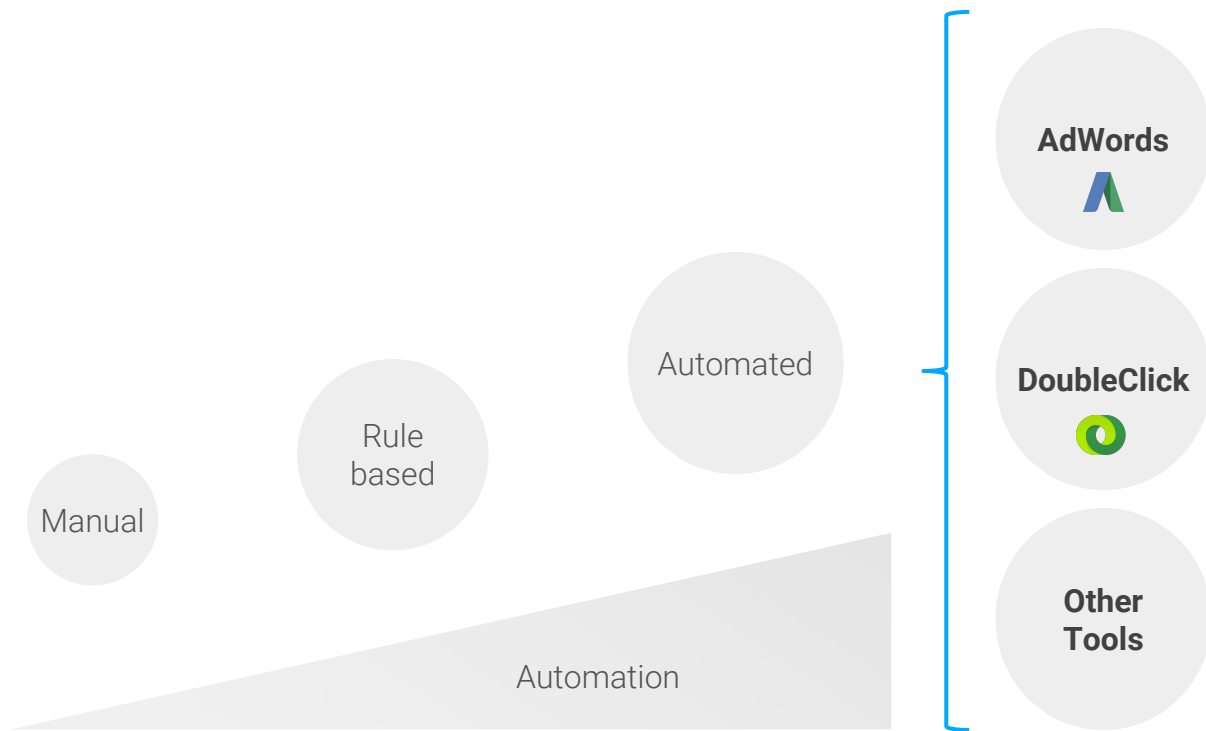 Manual
Rule
based
Automated
Automation
AdWords
DoubleClick
Other
Tools